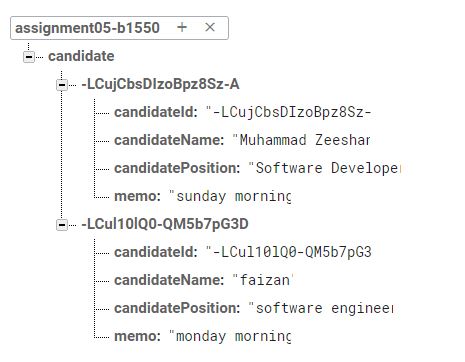 assignment05-b1550 + ×
candidate
-LCujCbsDIzoBpz8Sz-A
candidateId: "-LCujCbsDIzoBpz8Sz-
candidateName: "Muhammad Zeeshan
candidatePosition: "Software Developer
memo: "sunday morning
-LCul10lQ0-QM5b7pG3D
candidateId: "-LCul10lQ0-QM5b7pG3
candidateName: "faizan"
candidatePosition: "software engineer
memo: "monday morning